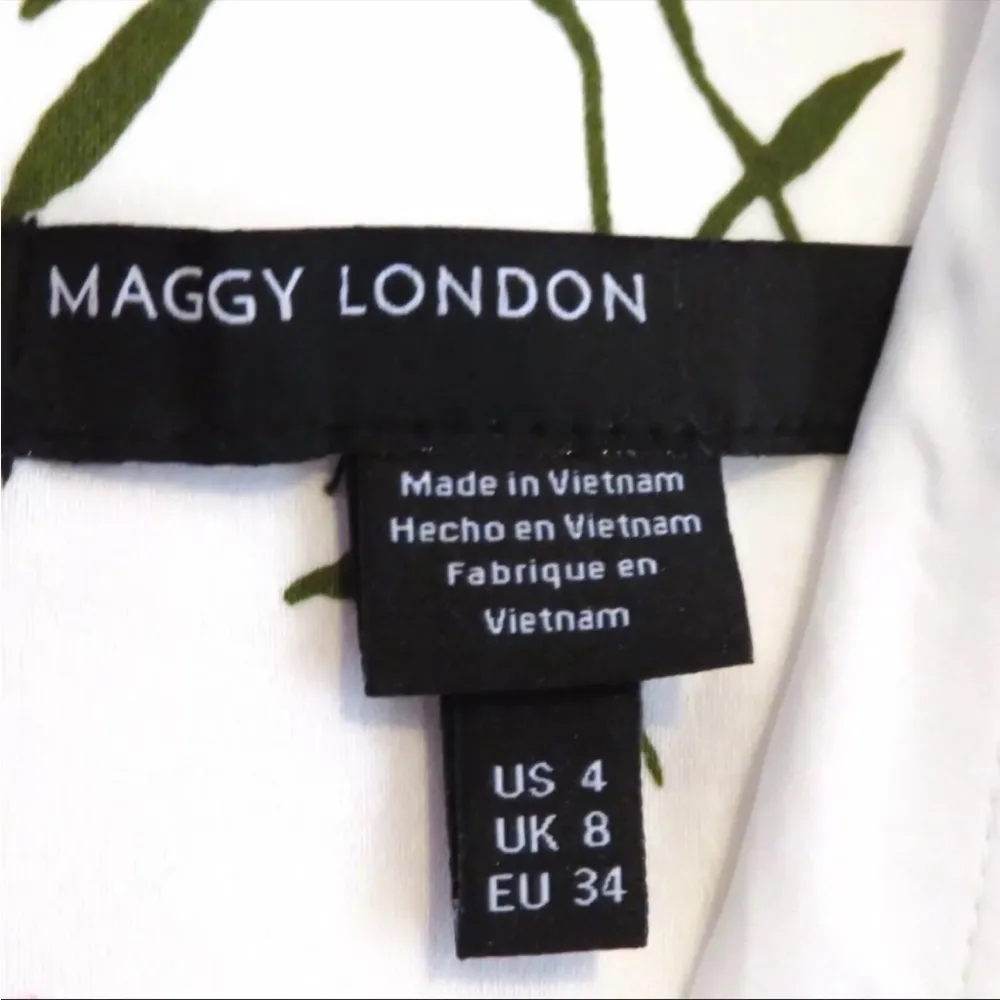 MAGGY LONDON
Made in Vietnam
Hecho en Vietnam
Fabrique en
Vietnam
US 4
UK 8
EU 34